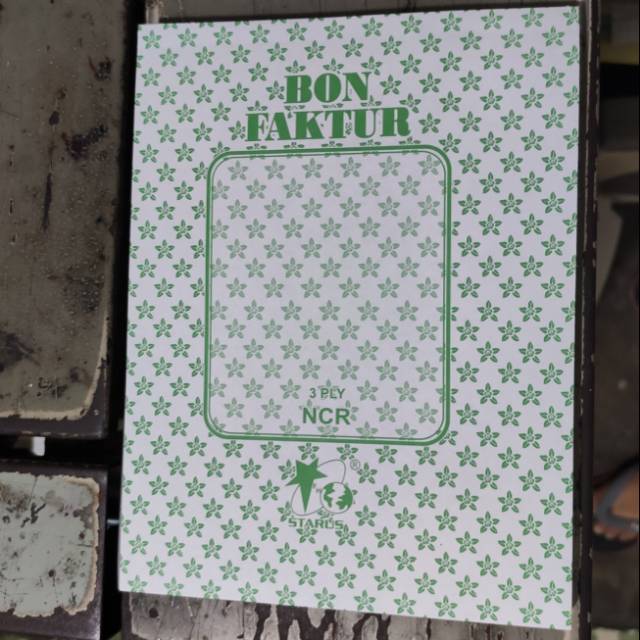 BON
FAKTUR
3 PLY
NCR
®
STARUS